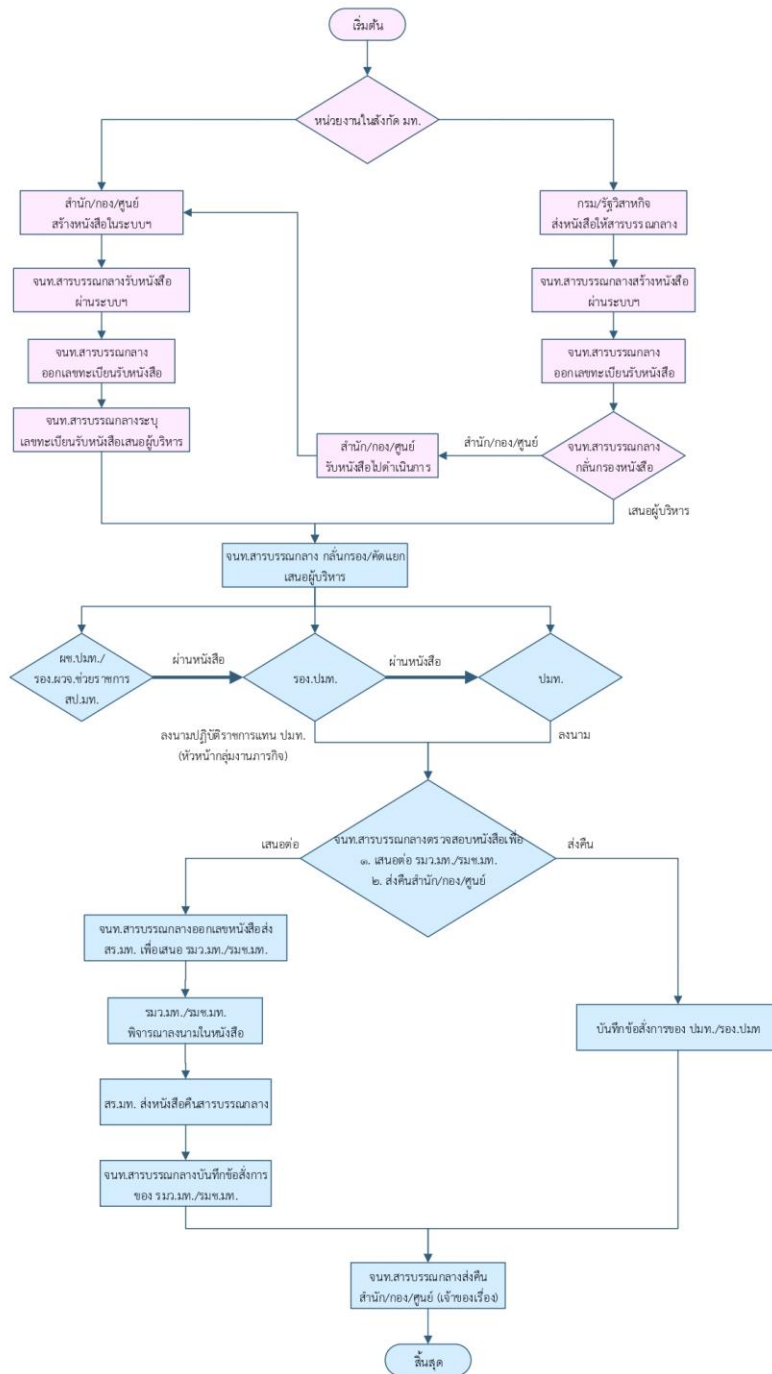 เริ่มต้น
หน่วยงานในสังกัด มท.
สำนัก/กอง/ศูนย์
สร้างหนังสือในระบบฯ
กรม/รัฐวิสาหกิจ
ส่งหนังสือให้สารบรรณกลาง
จนท.สารบรรณกลางรับหนังสือ
ผ่านระบบฯ
จนท.สารบรรณกลางสร้างหนังสือ
ผ่านระบบฯ
จนท.สารบรรณกลาง
ออกเลขทะเบียนรับหนังสือ
จนท.สารบรรณกลาง
ออกเลขทะเบียนรับหนังสือ
จนท.สารบรรณกลางระบุ
เลขทะเบียนรับหนังสือเสนอผู้บริหาร
สำนัก/กอง/ศูนย์
รับหนังสือไปดำเนินการ
สำนัก/กอง/ศูนย์
จนท.สารบรรณกลาง
กลั่นกรองหนังสือ
เสนอผู้บริหาร
จนท.สารบรรณกลาง กลั่นกรอง/คัดแยก
เสนอผู้บริหาร
ผช.ปมท./
รอง.ผวจ.ช่วยราชการ
สป.มท.
ผ่านหนังสือ
รอง.ปมท.
ผ่านหนังสือ
ปมท.
ลงนามปฏิบัติราชการแทน ปมท.
(หัวหน้ากลุ่มงานภารกิจ)
ลงนาม
เสนอต่อ
จนท.สารบรรณกลางตรวจสอบหนังสือเพื่อ
๑. เสนอต่อ รมว.มท./รมช.มท.
๒. ส่งคืนสำนัก/กอง/ศูนย์
ส่งคืน
จนท.สารบรรณกลางออกเลขหนังสือส่ง
สร.มท. เพื่อเสนอ รมว.มท./รมช.มท.
รมว.มท./รมช.มท.
พิจารณาลงนามในหนังสือ
บันทึกข้อสั่งการของ ปมท./รอง.ปมท
สร.มท. ส่งหนังสือคืนสารบรรณกลาง
จนท.สารบรรณกลางบันทึกข้อสั่งการ
ของ รมว.มท./รมช.มท.
จนท.สารบรรณกลางส่งคืน
สำนัก/กอง/ศูนย์ (เจ้าของเรื่อง)
สิ้นสุด